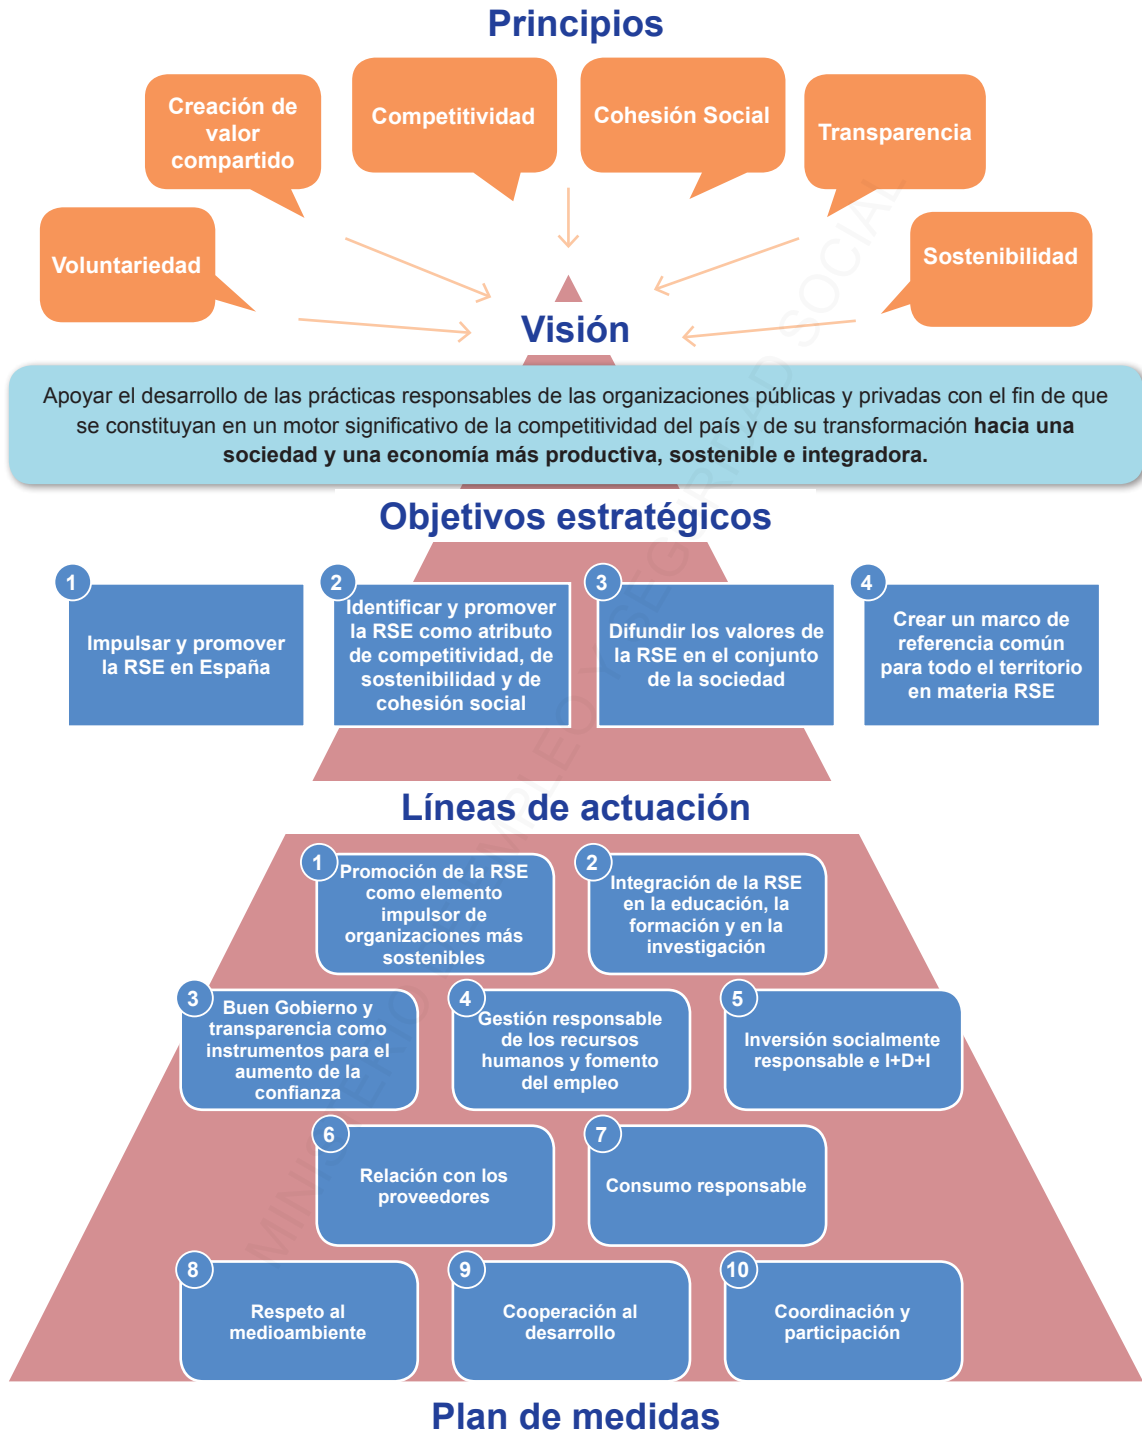 Principios
Creación de
valor
compartido
Competitividad
Cohesión Social
Transparencia
Voluntariedad
Sostenibilidad
Visión
Apoyar el desarrollo de las prácticas responsables de las organizaciones públicas y privadas con el fin de que
se constituyan en un motor significativo de la competitividad del país y de su transformación hacia una
sociedad y una economía más productiva, sostenible e integradora.
Objetivos estratégicos
1
Impulsar y promover
la RSE en España
2
Identificar y promover
la RSE como atributo
de competitividad, de
sostenibilidad y de
cohesión social
3
Difundir los valores de
la RSE en el conjunto
de la sociedad
4
Crear un marco de
referencia común
para todo el territorio
en materia RSE
Líneas de actuación
1
Promoción de la RSE
como elemento
impulsor de
organizaciones más
sostenibles
2
Integración de la RSE
en la educación, la
formación y en la
investigación
3
Buen Gobierno y
transparencia como
instrumentos para el
aumento de la
confianza
4
Gestión responsable
de los recursos
humanos y fomento
del empleo
5
Inversión socialmente
responsable e I+D+I
6
Relación con los
proveedores
7
Consumo responsable
8
Respeto al
medioambiente
9
Cooperación al
desarrollo
10
Coordinación y
participación
Plan de medidas